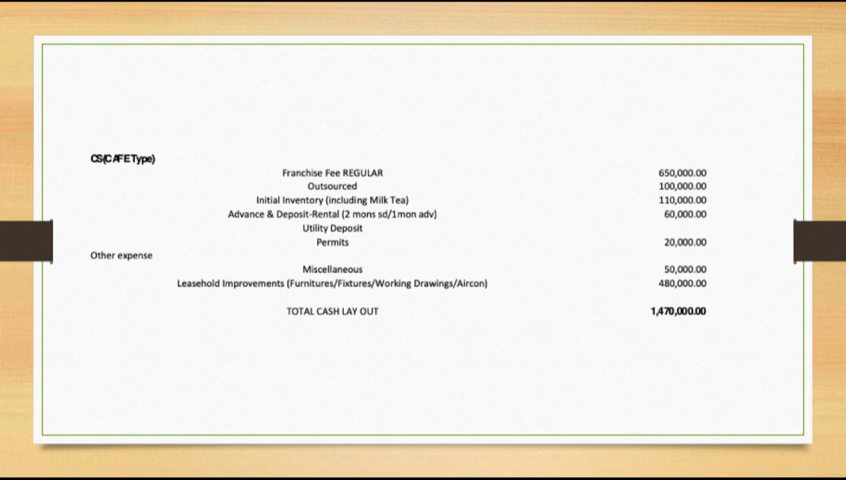 CS(CAFE Type)
Franchise Fee REGULAR 650,000.00
Outsourced 100,000.00
Initial Inventory (including Milk Tea) 110,000.00
Advance & Deposit-Rental (2 mons sd/1mon adv) 60,000.00
Utility Deposit
Permits 20,000.00
Other expense
Miscellaneous 50,000.00
Leasehold Improvements (Furnitures/Fixtures/Working Drawings/Aircon) 480,000.00
TOTAL CASH LAY OUT 1,470,000.00